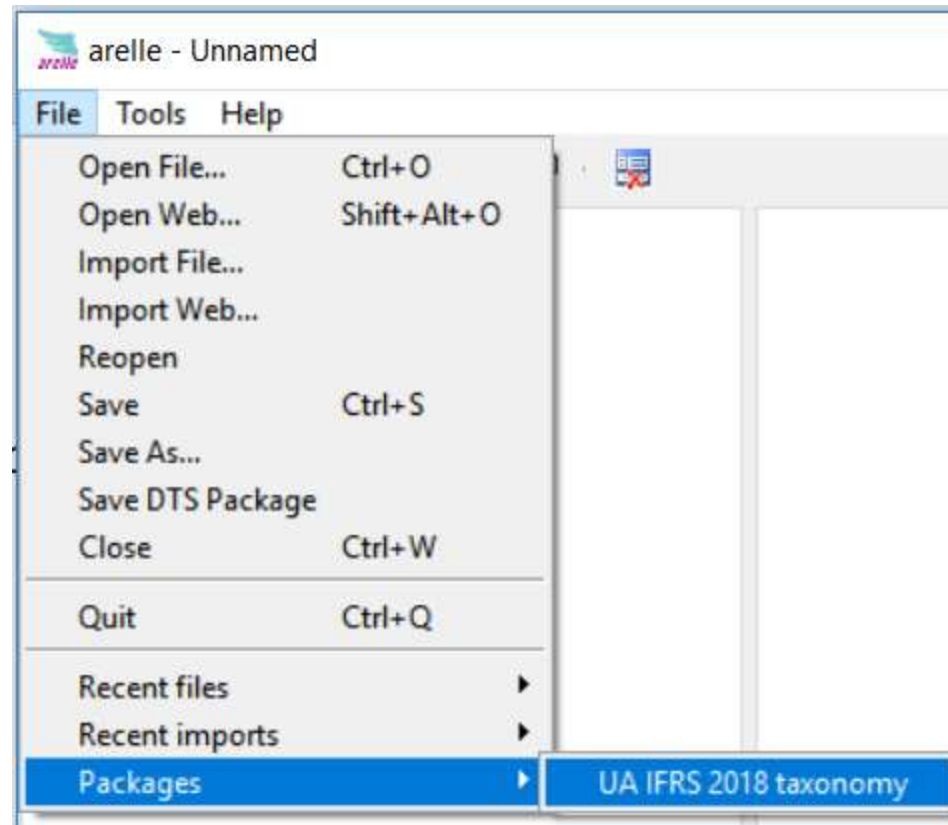 arelle arelle - Unnamed
File Tools Help
Open File... Ctrl+O
Open Web... Shift+Alt+O
Import File...
Import Web...
Reopen
Save Ctrl+S
Save As...
Save DTS Package
Close Ctrl+W
Quit Ctrl+Q
Recent files
Recent imports
Packages UA IFRS 2018 taxonomy